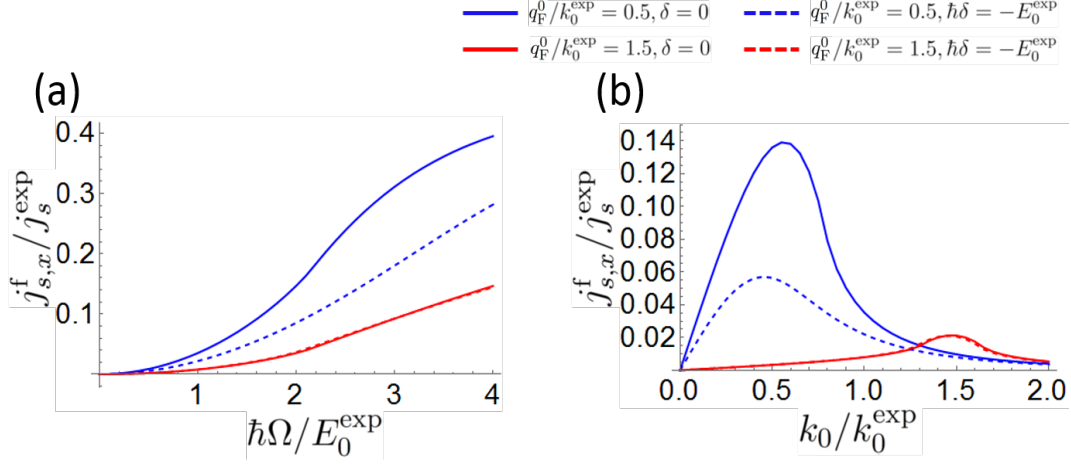 q_F^0/k_0^exp = 0.5, δ = 0
q_F^0/k_0^exp = 0.5, ℏδ = −E_0^exp
q_F^0/k_0^exp = 1.5, δ = 0
q_F^0/k_0^exp = 1.5, ℏδ = −E_0^exp
(a)
(b)
j_{s,x}^f/j_s^exp
0.4
0.3
0.2
0.1
1 2 3 4
ℏΩ/E_0^exp
j_{s,x}^f/j_s^exp
0.14
0.12
0.10
0.08
0.06
0.04
0.02
0.0 0.5 1.0 1.5 2.0
k_0/k_0^exp